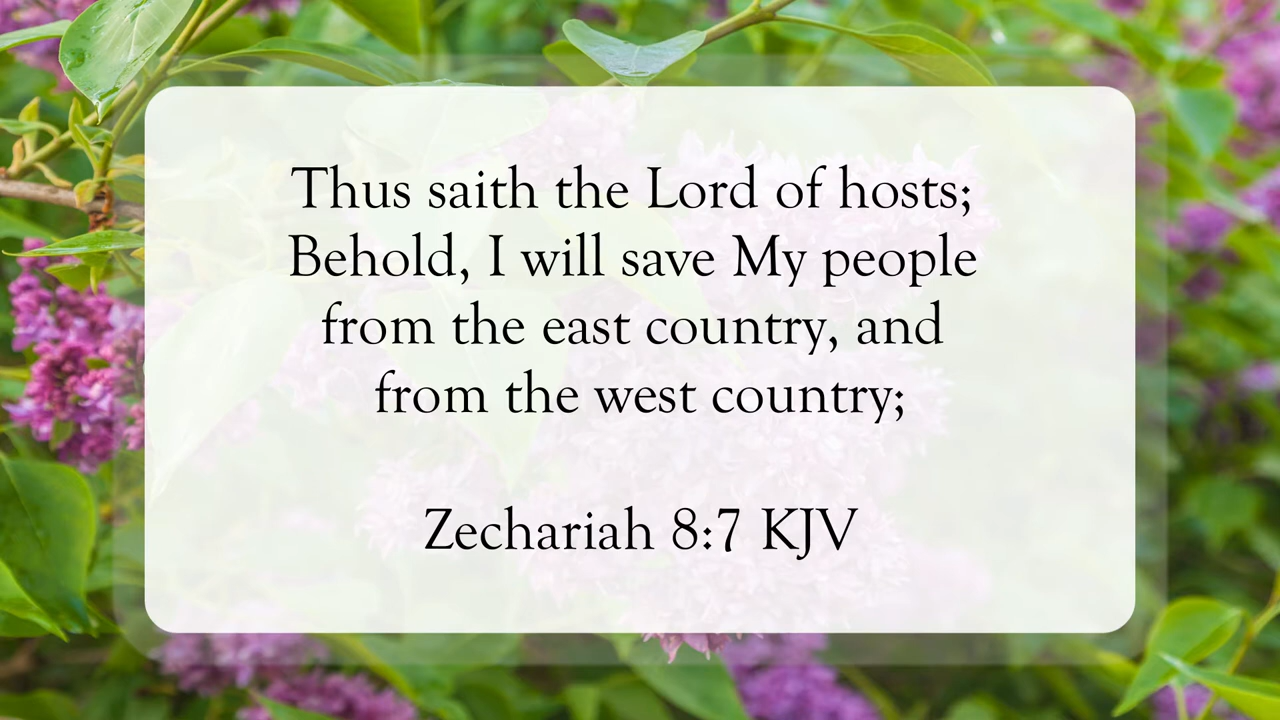 Thus saith the Lord of hosts;
Behold, I will save My people
from the east country, and
from the west country;
Zechariah 8:7 KJV